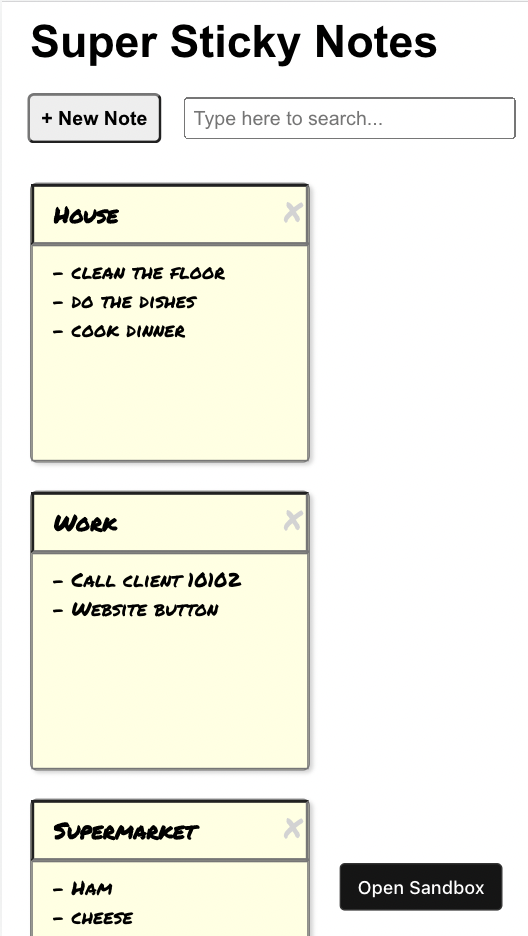 Super Sticky Notes
+ New Note
Type here to search...
House
- clean the floor
- do the dishes
- cook dinner
Work
- Call client 10102
- Website button
Supermarket
- Ham
- cheese
Open Sandbox